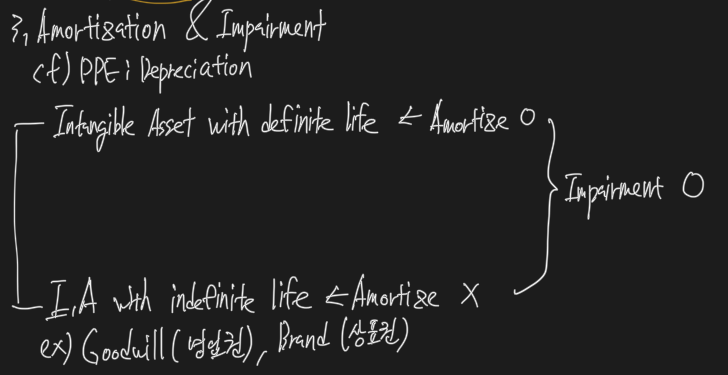 3, Amortization & Impairment
cf) PPE : Depreciation
Intangible Asset with definite life ← Amortize O
Impairment O
I,A with indefinite life ← Amortize X
ex) Goodwill (영업권), Brand (상표권)